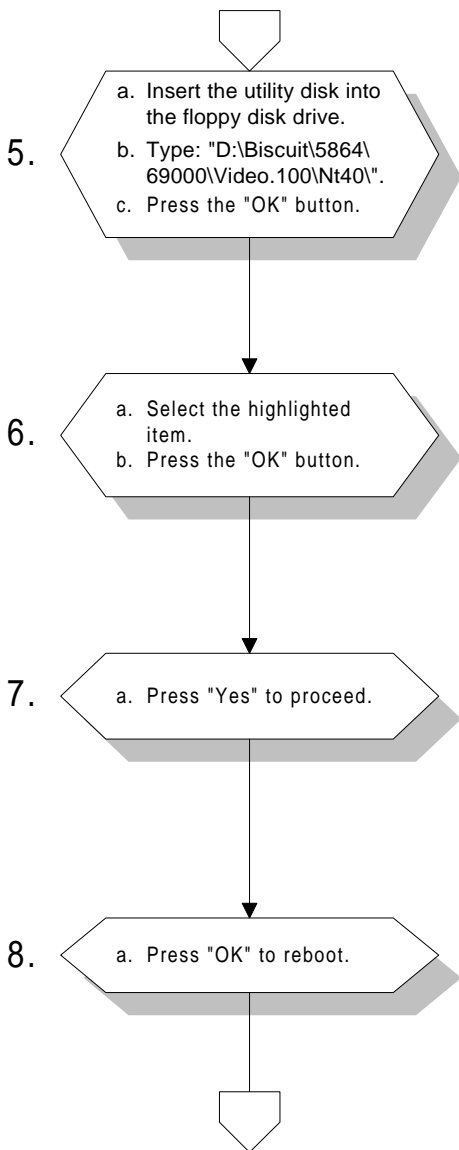 5.
a. Insert the utility disk into
the floppy disk drive.
b. Type: "D:\Biscuit\5864\
69000\Video.100\Nt40\".
c. Press the "OK" button.
6.
a. Select the highlighted
item.
b. Press the "OK" button.
7.
a. Press "Yes" to proceed.
8.
a. Press "OK" to reboot.